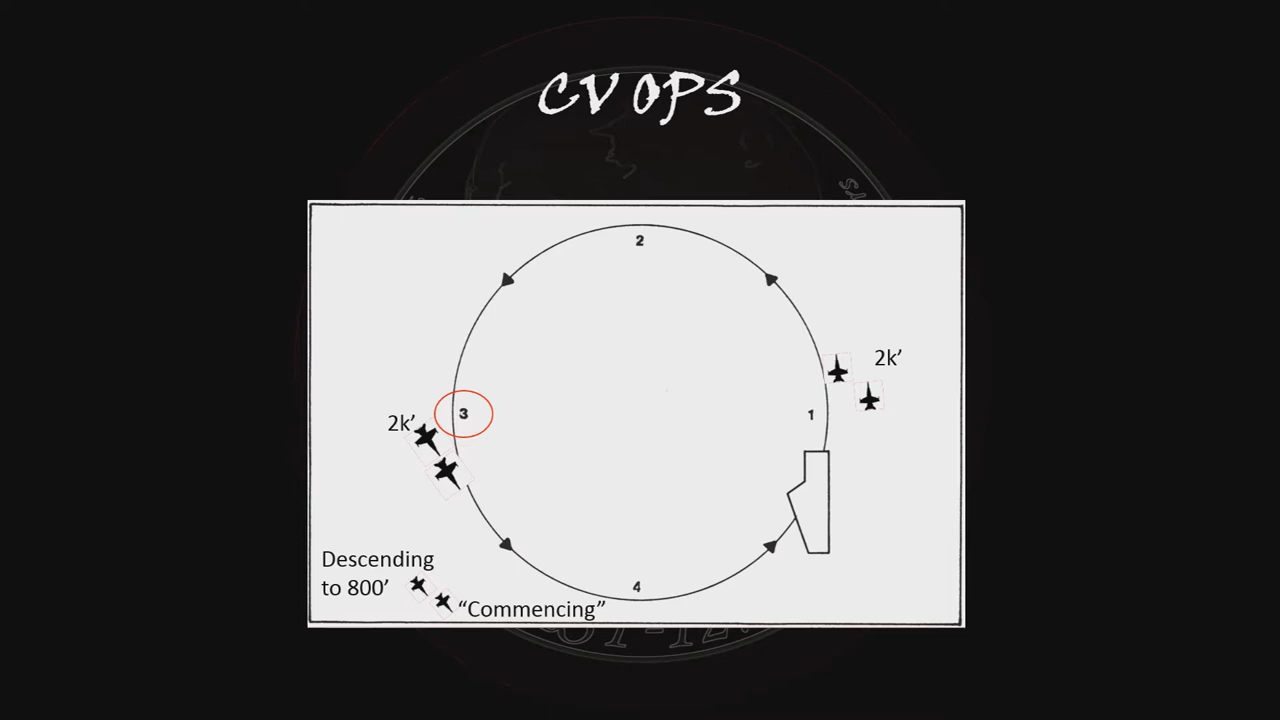 CV OPS
2
2k’
3
1
2k’
Descending
to 800’
4
“Commencing”